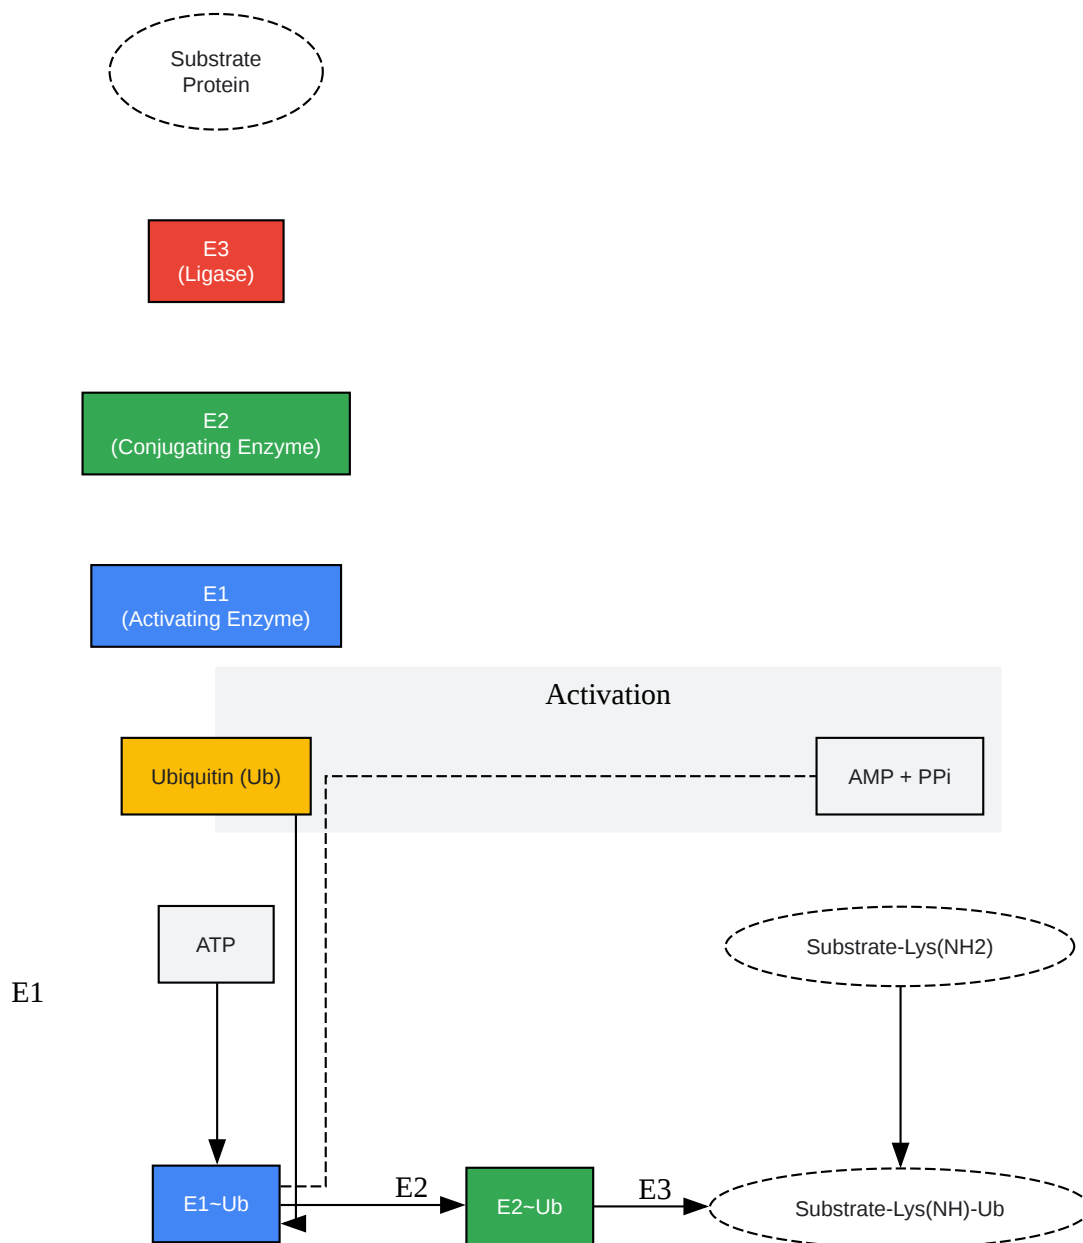 Substrate
Protein
E3
(Ligase)
E2
(Conjugating Enzyme)
E1
(Activating Enzyme)
Activation
Ubiquitin (Ub)
AMP + PPi
ATP
Substrate-Lys(NH2)
E1
E1~Ub
E2
E2~Ub
E3
Substrate-Lys(NH)-Ub